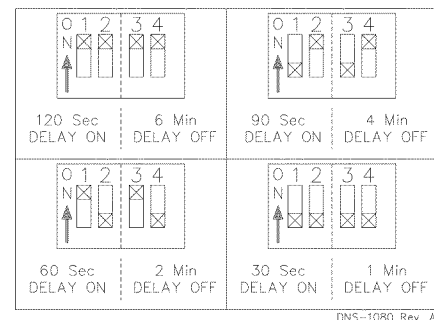 O 1 2 3 4
N
120 Sec 6 Min
DELAY ON DELAY OFF
O 1 2 3 4
N
90 Sec 4 Min
DELAY ON DELAY OFF
O 1 2 3 4
N
60 Sec 2 Min
DELAY ON DELAY OFF
O 1 2 3 4
N
30 Sec 1 Min
DELAY ON DELAY OFF
DNS-1080 Rev. A